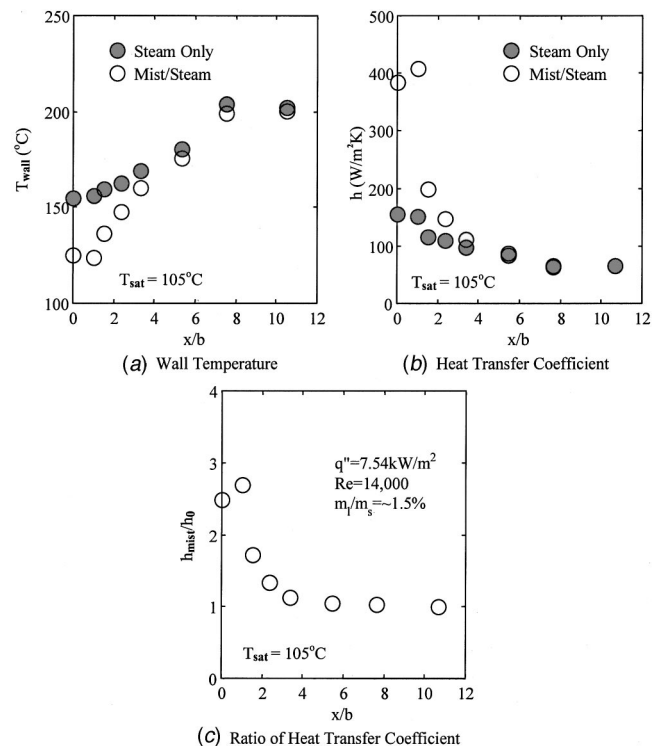 250
200
150
100
T_wall (°C)
Steam Only
Mist/Steam
T_sat = 105°C
0 2 4 6 8 10 12
x/b
(a) Wall Temperature
500
400
300
200
100
0
h (W/m²K)
Steam Only
Mist/Steam
T_sat = 105°C
0 2 4 6 8 10 12
x/b
(b) Heat Transfer Coefficient
4
3
2
1
0
h_mist/h_0
q"=7.54kW/m²
Re=14,000
m_l/m_s=~1.5%
T_sat = 105°C
0 2 4 6 8 10 12
x/b
(c) Ratio of Heat Transfer Coefficient